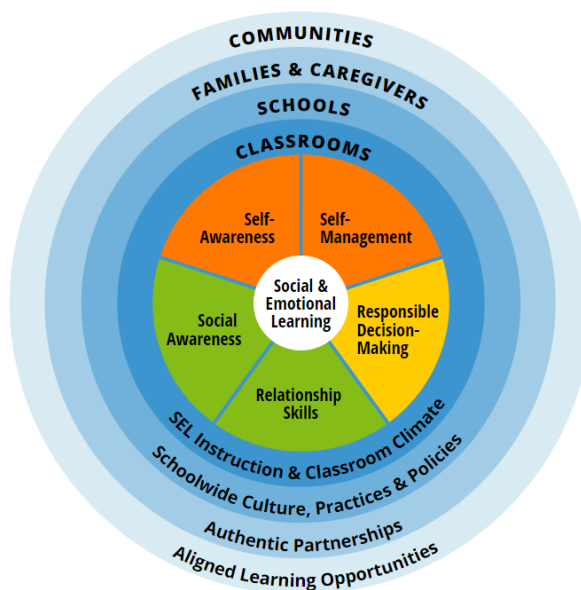 COMMUNITIES
FAMILIES & CAREGIVERS
SCHOOLS
CLASSROOMS
Self-
Awareness
Self-
Management
Social &
Emotional
Learning
Social
Awareness
Responsible
Decision-
Making
Relationship
Skills
SEL Instruction & Classroom Climate
Schoolwide Culture, Practices & Policies
Authentic Partnerships
Aligned Learning Opportunities